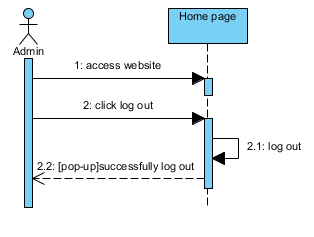 Home page
Admin
1: access website
2: click log out
2.1: log out
2.2: [pop-up]successfully log out